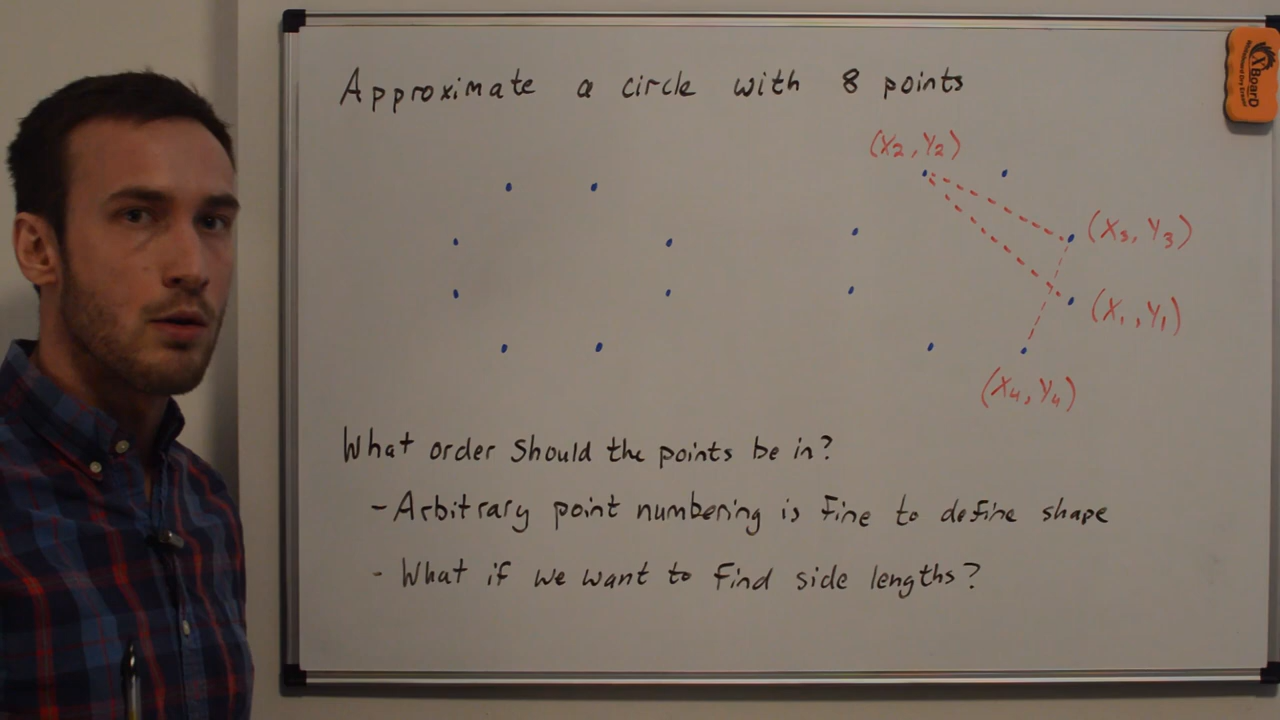 Approximate a circle with 8 points
(X2, Y2)
(X3, Y3)
(X1, Y1)
(X4, Y4)
What order should the points be in?
- Arbitrary point numbering is fine to define shape
- What if we want to find side lengths?
XBoarD